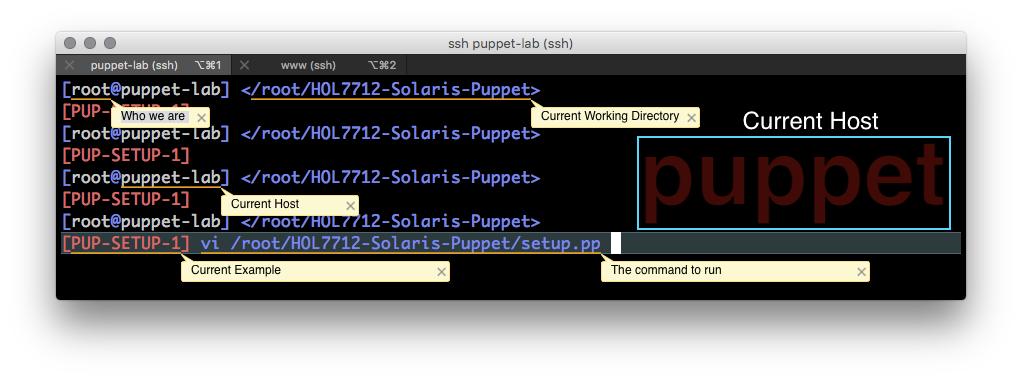 ssh puppet-lab (ssh)
puppet-lab (ssh) ⌥⌘1 www (ssh) ⌥⌘2
[root@puppet-lab] </root/HOL7712-Solaris-Puppet>
[PUP- Who we are Current Working Directory
Current Host
[root@puppet-lab] </root/HOL7712-Solaris-Puppet>
[PUP-SETUP-1]
puppet
[root@puppet-lab] </root/HOL7712-Solaris-Puppet>
[PUP-SETUP-1] Current Host
[root@puppet-lab] </root/HOL7712-Solaris-Puppet>
[PUP-SETUP-1] vi /root/HOL7712-Solaris-Puppet/setup.pp
Current Example The command to run